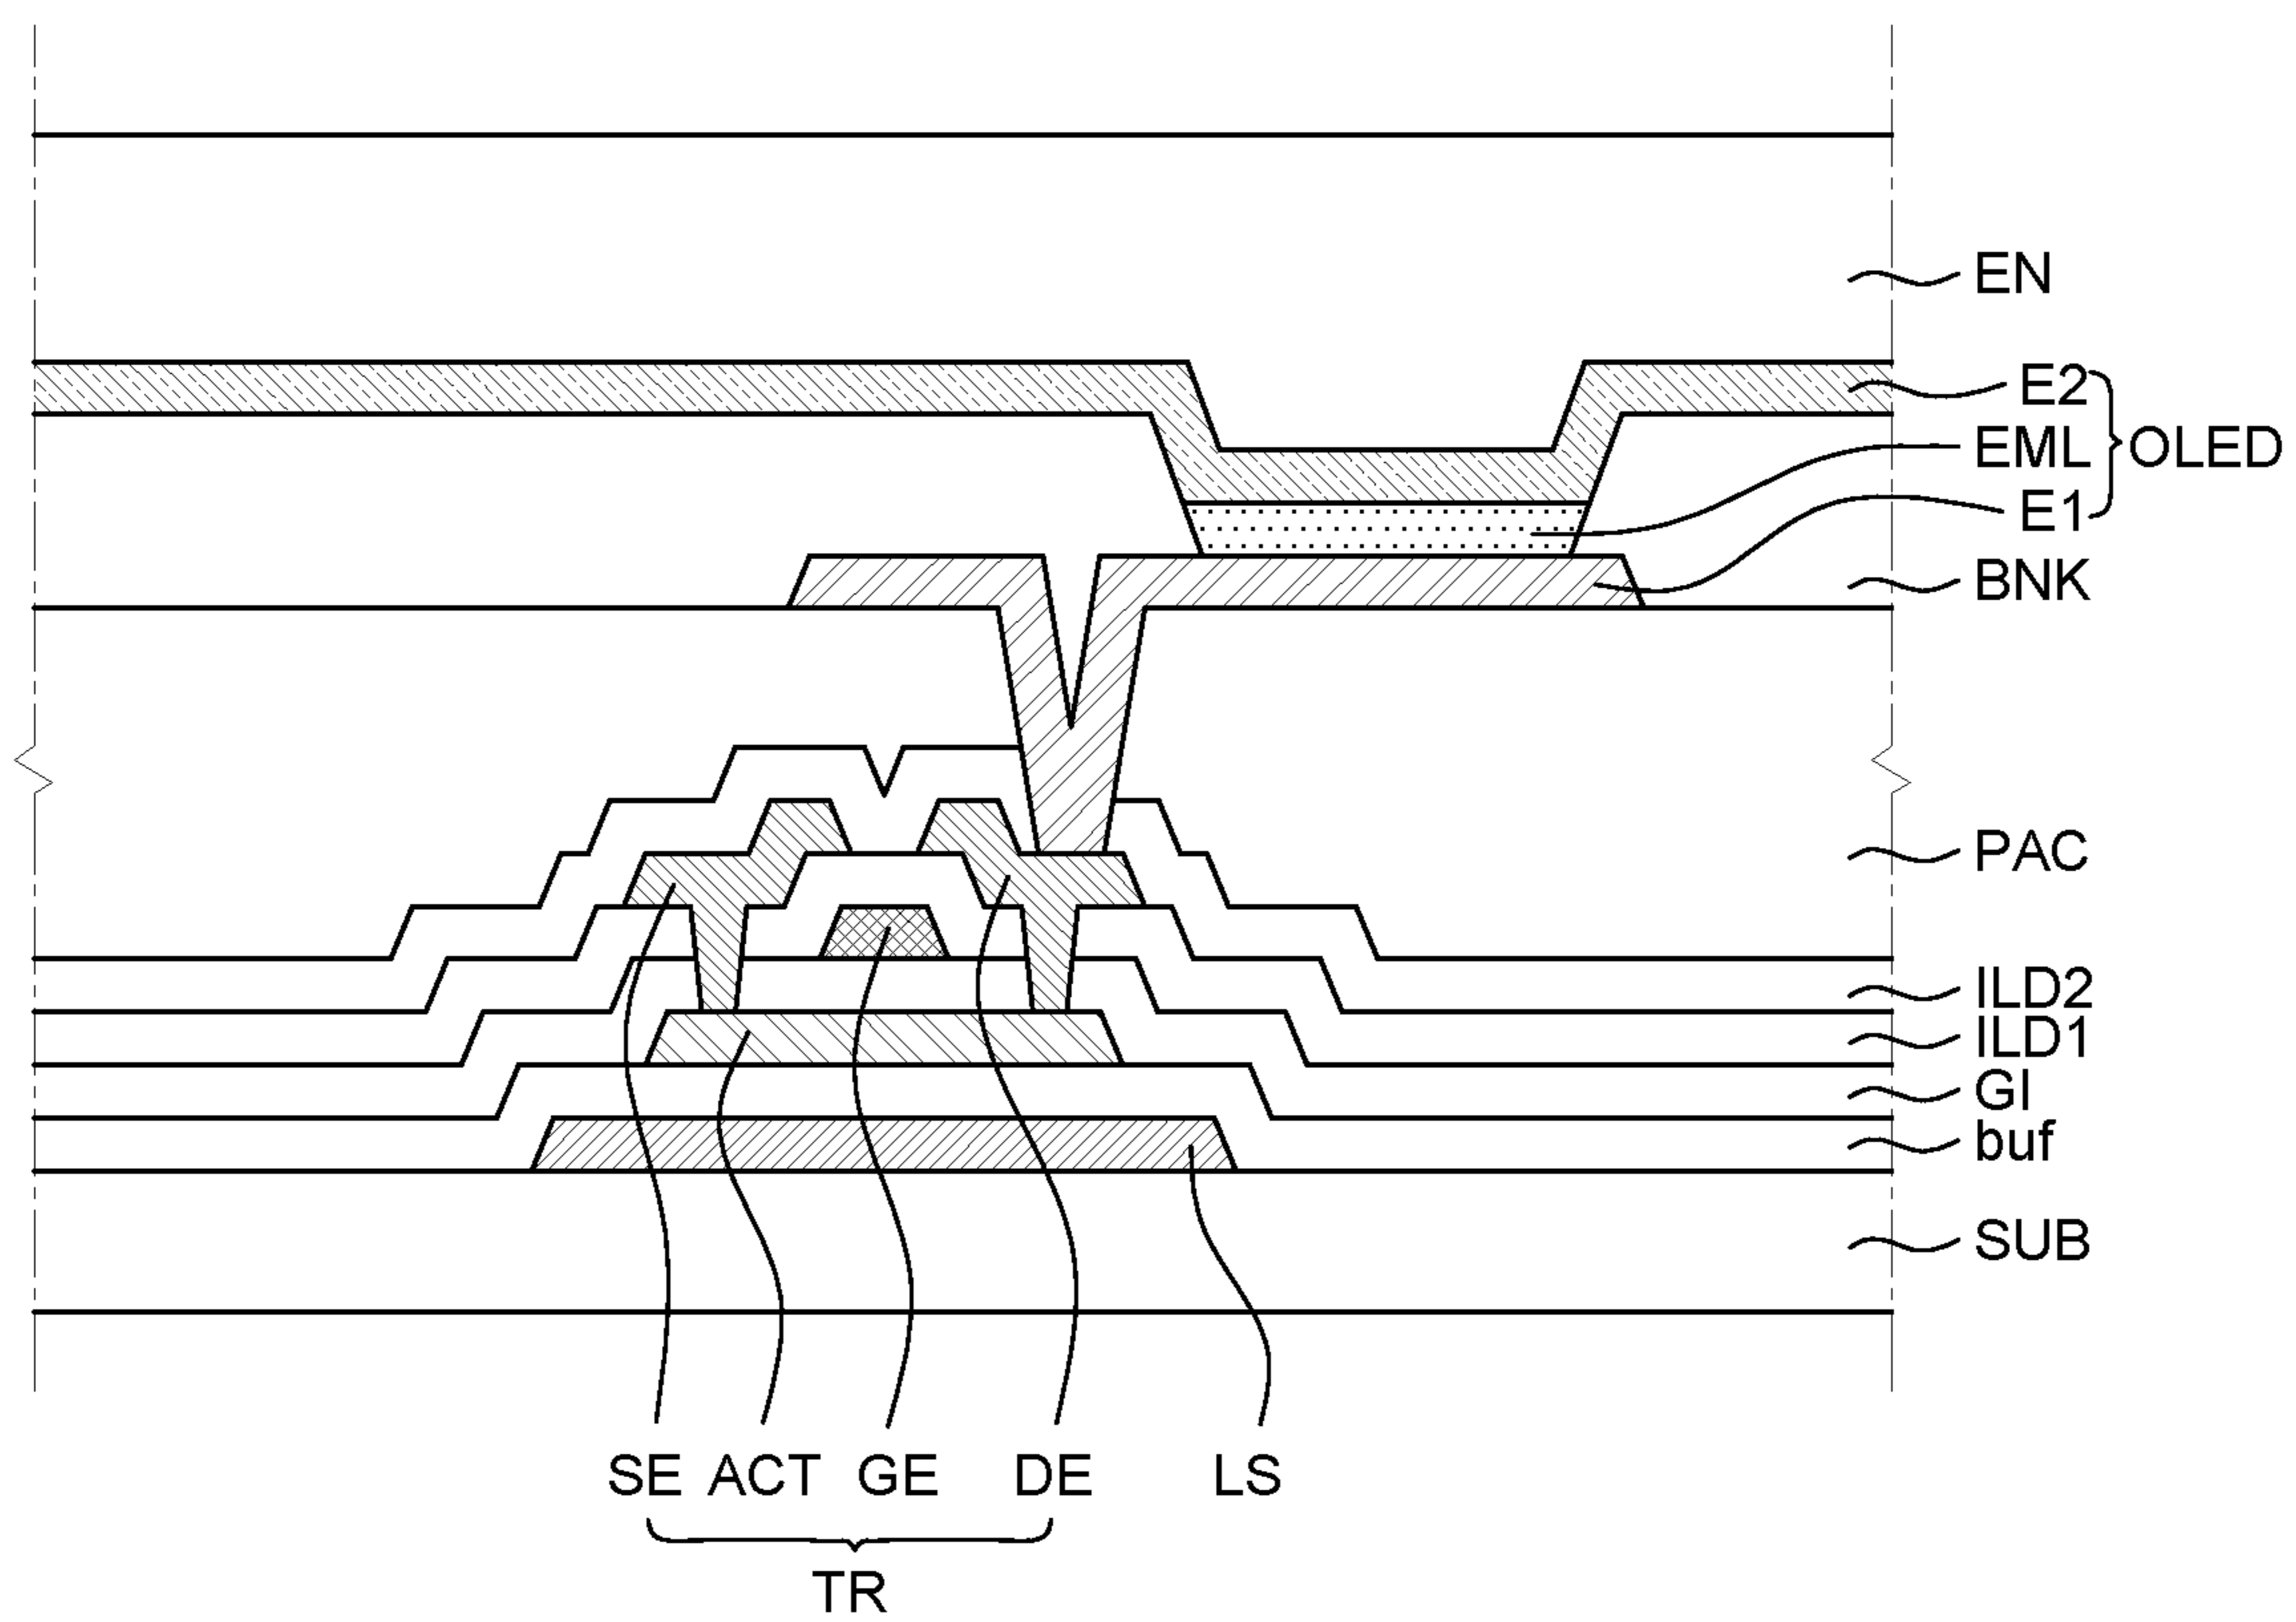 EN
E2
EML OLED
E1
BNK
PAC
ILD2
ILD1
GI
buf
SUB
SE ACT GE DE LS
TR